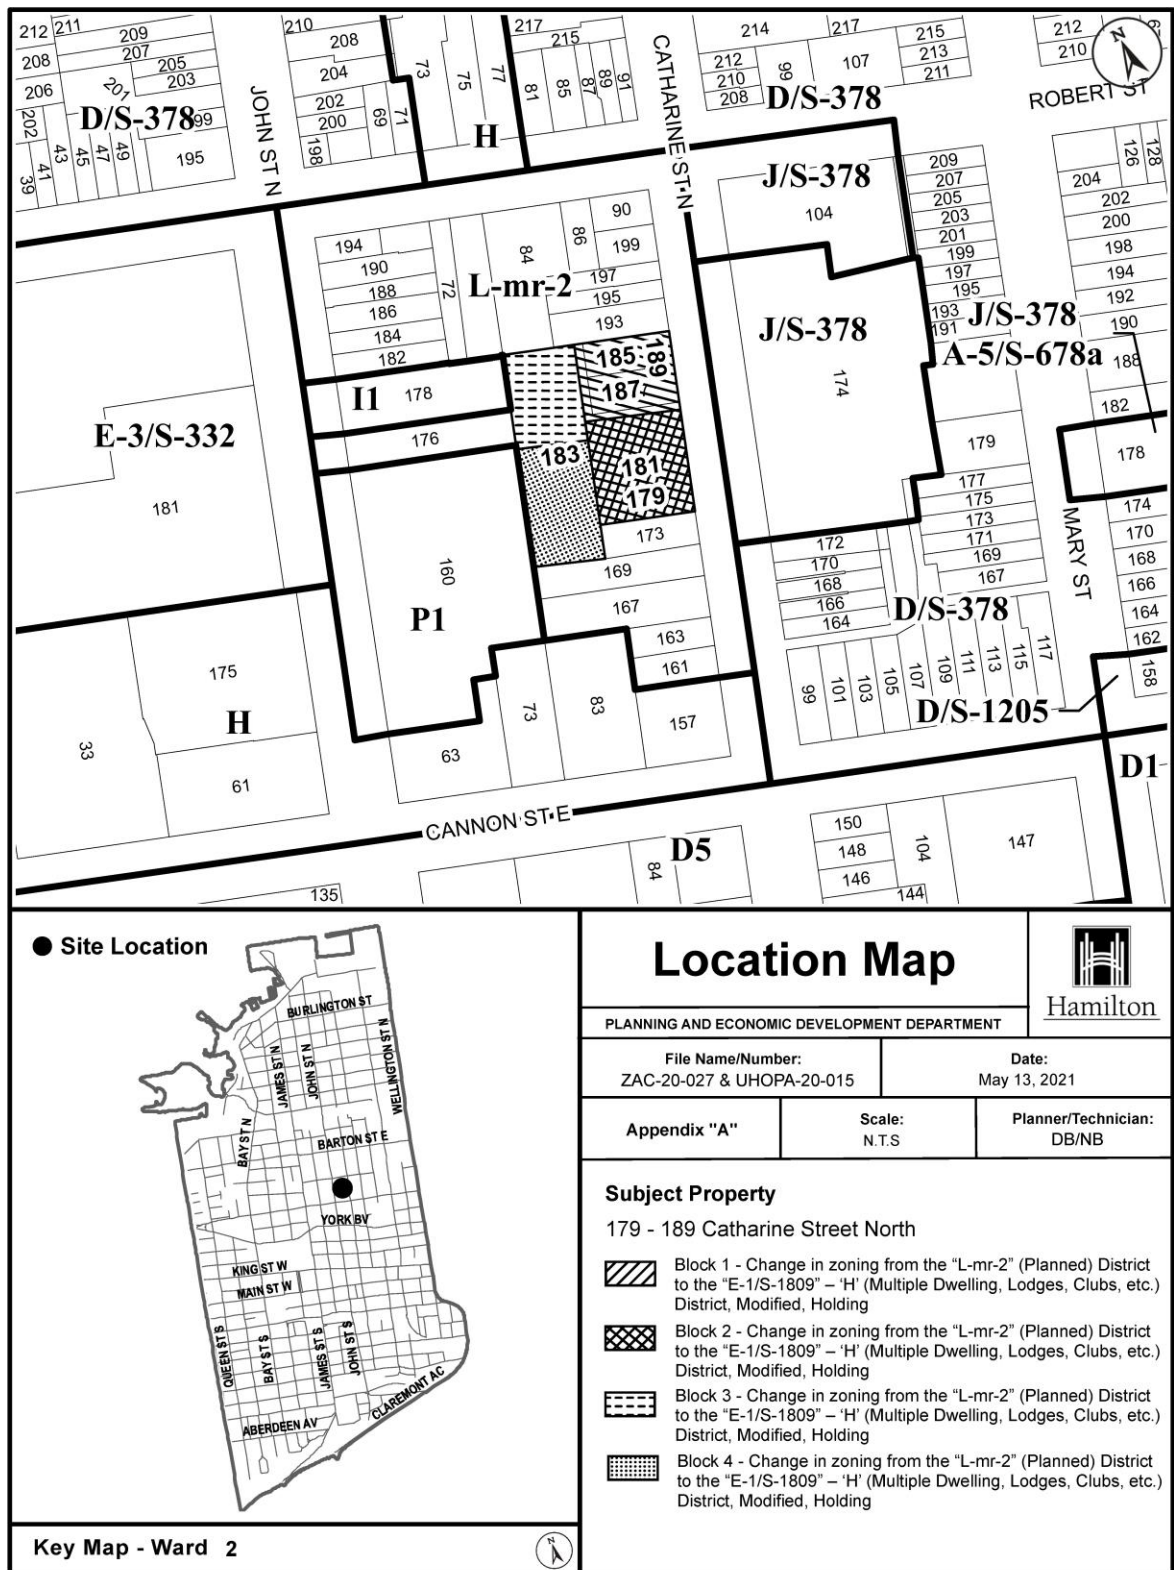 212
211
209
207
205
203
208
206
201
D/S-378
199
202
195
43
45
47
49
41
39
JOHN ST N
210
208
204
202
200
198
69
71
73
75
77
H
217
215
81
85
87
89
91
CATHARINE ST N
214
217
215
213
211
212
210
208
99
107
D/S-378
212
210
N
ROBERT ST
126
128
204
202
200
198
194
192
190
188
182
J/S-378
104
209
207
205
203
201
199
197
195
193
191
J/S-378
A-5/S-678a
194
190
188
186
184
182
72
84
86
90
199
197
195
193
L-mr-2
J/S-378
174
I1
178
176
185
189
187
183
181
179
E-3/S-332
181
179
177
175
173
171
169
167
178
174
170
168
166
164
162
158
MARY ST
173
169
167
163
161
160
P1
172
170
168
166
164
D/S-378
99
101
103
105
107
109
111
113
115
117
D/S-1205
D1
175
H
33
61
63
73
83
157
CANNON ST E
D5
84
135
150
148
146
144
104
147
Site Location
BURLINGTON ST
JAMES ST N
JOHN ST N
WELLINGTON ST N
BAY ST N
BARTON ST E
YORK BV
KING ST W
MAIN ST W
QUEEN ST S
BAY ST S
JAMES ST S
JOHN ST S
CLAREMONT AC
ABERDEEN AV
Key Map - Ward 2
N
Location Map
Hamilton
PLANNING AND ECONOMIC DEVELOPMENT DEPARTMENT
File Name/Number:
ZAC-20-027 & UHOPA-20-015
Date:
May 13, 2021
Appendix "A"
Scale:
N.T.S
Planner/Technician:
DB/NB
Subject Property
179 - 189 Catharine Street North
Block 1 - Change in zoning from the “L-mr-2” (Planned) District
to the “E-1/S-1809” – ‘H’ (Multiple Dwelling, Lodges, Clubs, etc.)
District, Modified, Holding
Block 2 - Change in zoning from the “L-mr-2” (Planned) District
to the “E-1/S-1809” – ‘H’ (Multiple Dwelling, Lodges, Clubs, etc.)
District, Modified, Holding
Block 3 - Change in zoning from the “L-mr-2” (Planned) District
to the “E-1/S-1809” – ‘H’ (Multiple Dwelling, Lodges, Clubs, etc.)
District, Modified, Holding
Block 4 - Change in zoning from the “L-mr-2” (Planned) District
to the “E-1/S-1809” – ‘H’ (Multiple Dwelling, Lodges, Clubs, etc.)
District, Modified, Holding